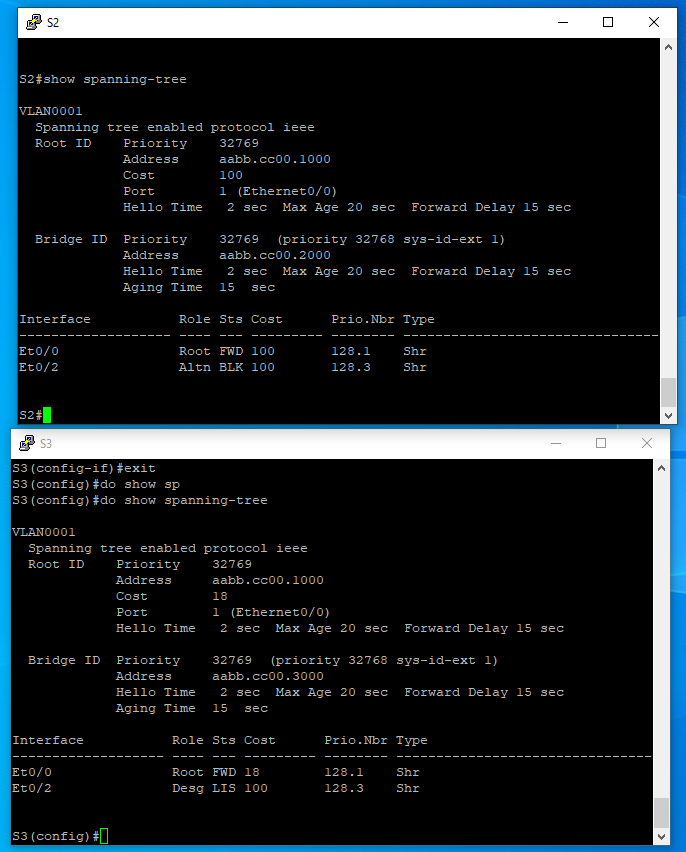 S2
S2#show spanning-tree
VLAN0001
  Spanning tree enabled protocol ieee
  Root ID    Priority    32769
             Address     aabb.cc00.1000
             Cost        100
             Port        1 (Ethernet0/0)
             Hello Time   2 sec  Max Age 20 sec  Forward Delay 15 sec
  Bridge ID  Priority    32769  (priority 32768 sys-id-ext 1)
             Address     aabb.cc00.2000
             Hello Time   2 sec  Max Age 20 sec  Forward Delay 15 sec
             Aging Time  15  sec
Interface           Role Sts Cost      Prio.Nbr Type
------------------- ---- --- --------- -------- --------------------------------
Et0/0               Root FWD 100       128.1    Shr
Et0/2               Altn BLK 100       128.3    Shr
S2#
S3
S3(config-if)#exit
S3(config)#do show sp
S3(config)#do show spanning-tree
VLAN0001
  Spanning tree enabled protocol ieee
  Root ID    Priority    32769
             Address     aabb.cc00.1000
             Cost        18
             Port        1 (Ethernet0/0)
             Hello Time   2 sec  Max Age 20 sec  Forward Delay 15 sec
  Bridge ID  Priority    32769  (priority 32768 sys-id-ext 1)
             Address     aabb.cc00.3000
             Hello Time   2 sec  Max Age 20 sec  Forward Delay 15 sec
             Aging Time  15  sec
Interface           Role Sts Cost      Prio.Nbr Type
------------------- ---- --- --------- -------- --------------------------------
Et0/0               Root FWD 18        128.1    Shr
Et0/2               Desg LIS 100       128.3    Shr
S3(config)#